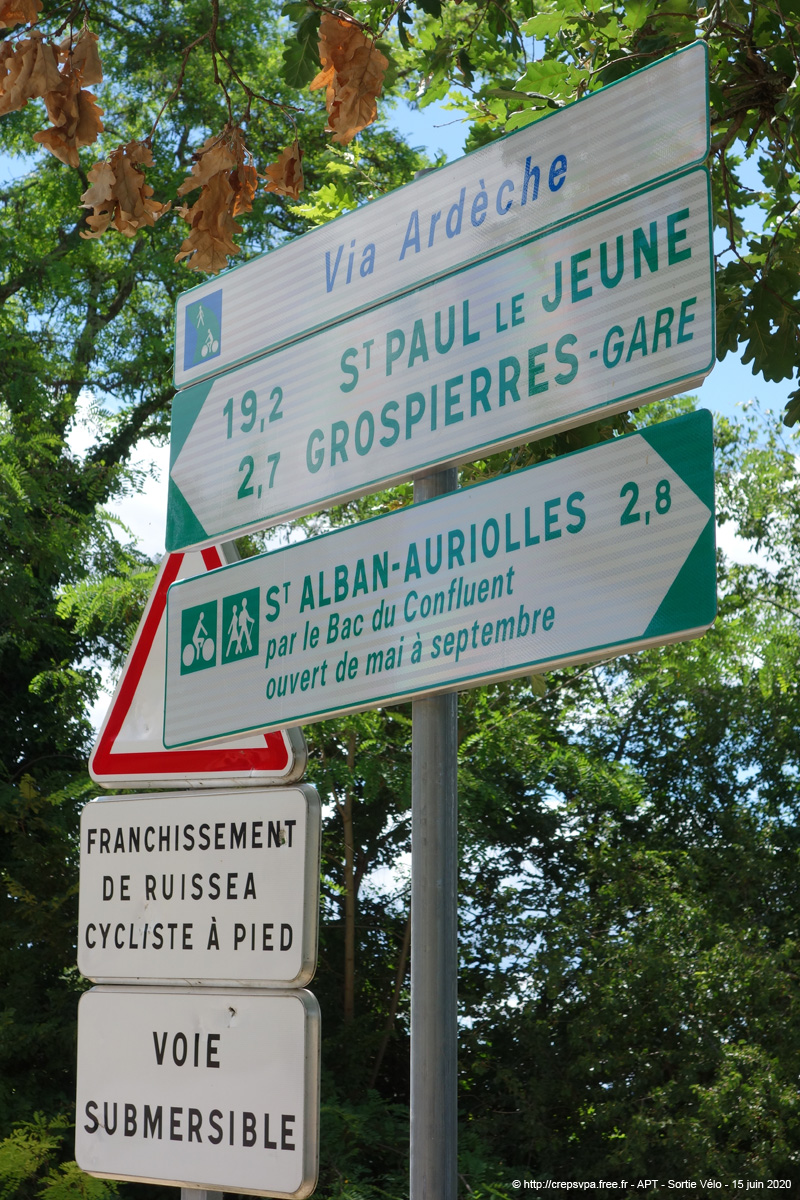 Via Ardèche
19,2 ST PAUL LE JEUNE
2,7 GROSPIERRES-GARE
ST ALBAN-AURIOLLES 2,8
par le Bac du Confluent
ouvert de mai à septembre
FRANCHISSEMENT
DE RUISSEA
CYCLISTE À PIED
VOIE
SUBMERSIBLE
© http://crepsvpa.free.fr - APT - Sortie Vélo - 15 juin 2020